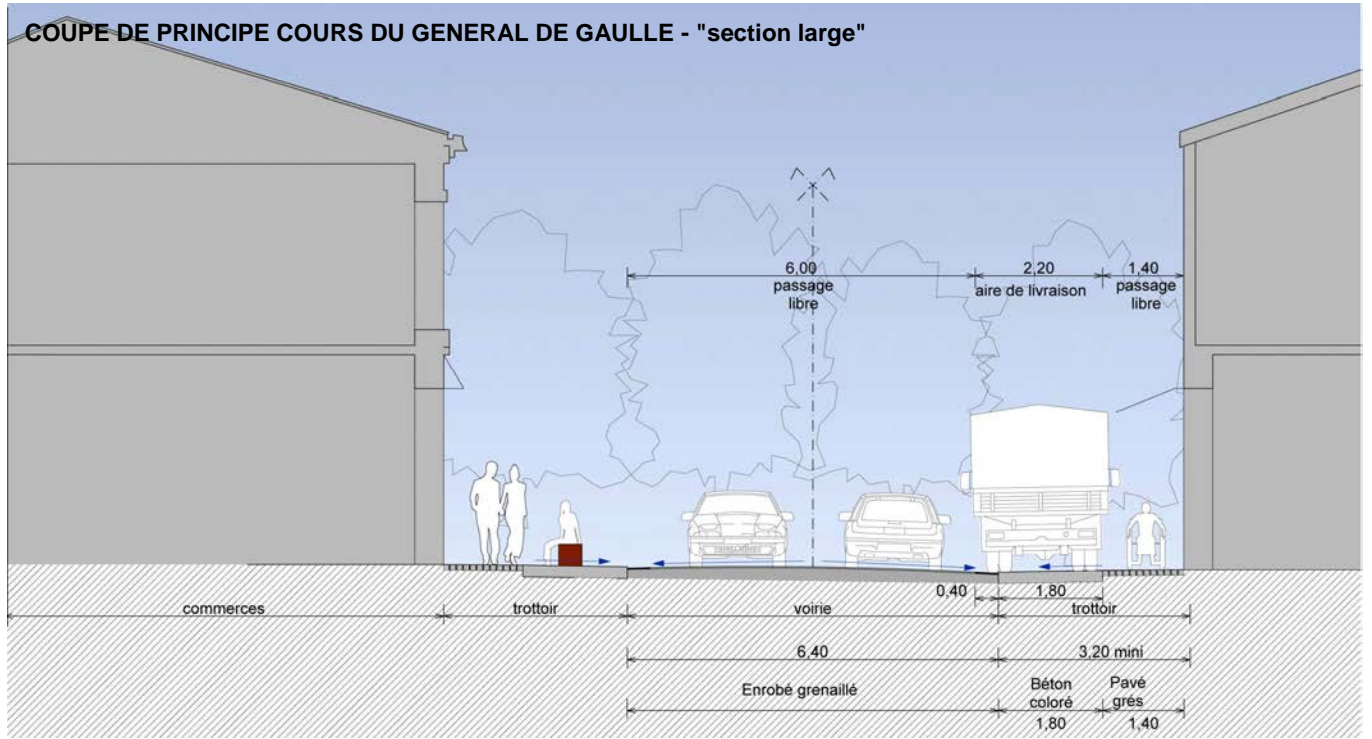 COUPE DE PRINCIPE COURS DU GENERAL DE GAULLE - "section large"
6,00
passage
libre
2,20
aire de livraison
1,40
passage
libre
0,40
1,80
commerces
trottoir
voirie
trottoir
6,40
3,20 mini
Enrobé grenaillé
Béton
coloré
1,80
Pavé
grès
1,40